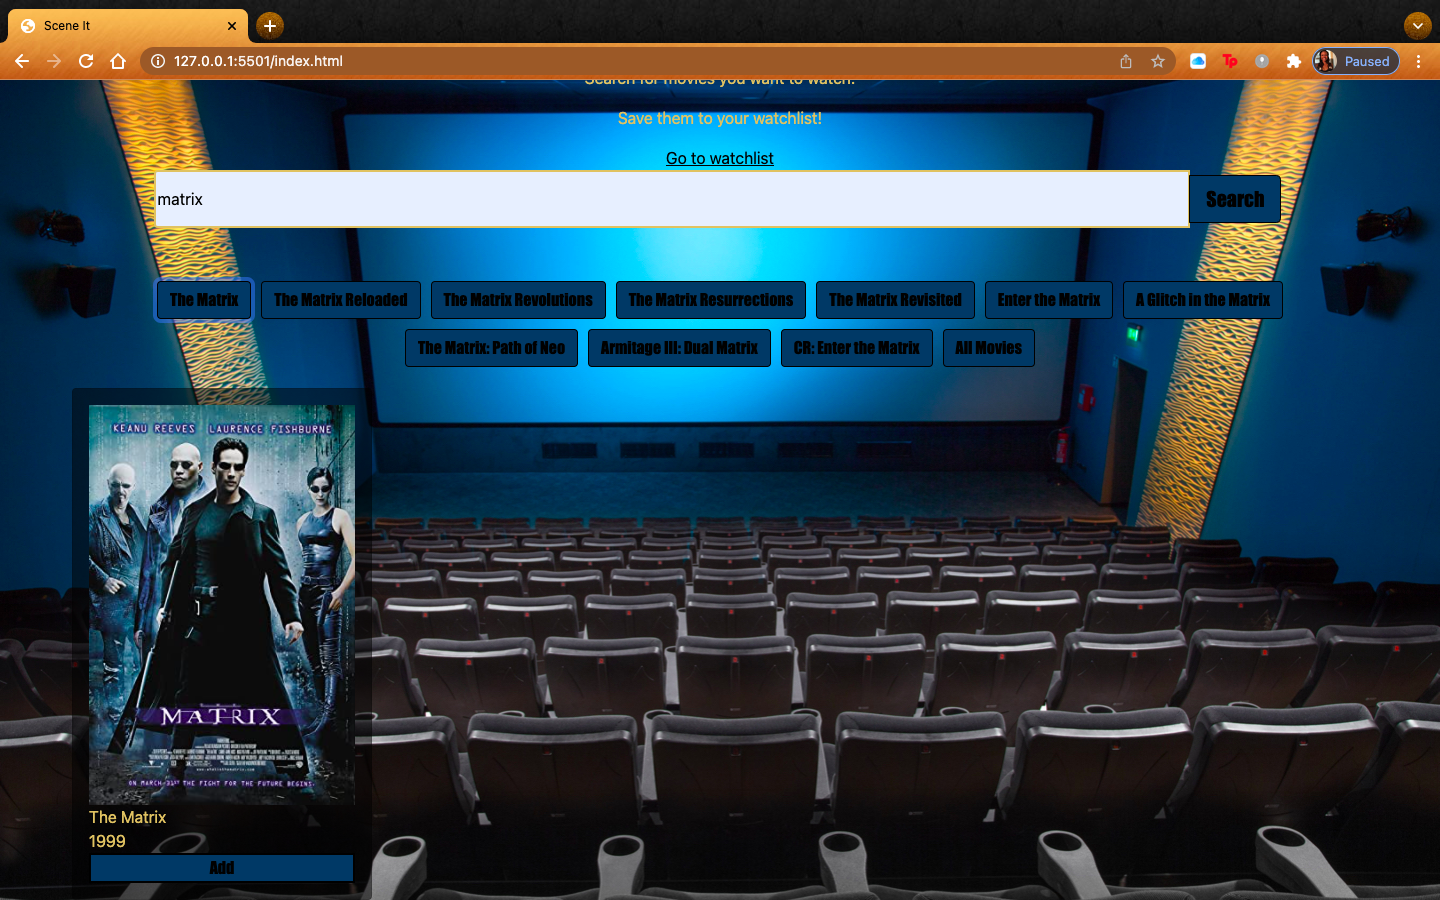 Scene It
127.0.0.1:5501/index.html
Tp
Paused
Search for movies you want to watch!
Save them to your watchlist!
Go to watchlist
matrix
Search
The Matrix
The Matrix Reloaded
The Matrix Revolutions
The Matrix Resurrections
The Matrix Revisited
Enter the Matrix
A Glitch in the Matrix
The Matrix: Path of Neo
Armitage III: Dual Matrix
CR: Enter the Matrix
All Movies
KEANU REEVES LAURENCE FISHBURNE
MATRIX
ON MARCH 31ST THE FIGHT FOR THE FUTURE BEGINS.
The Matrix
1999
Add